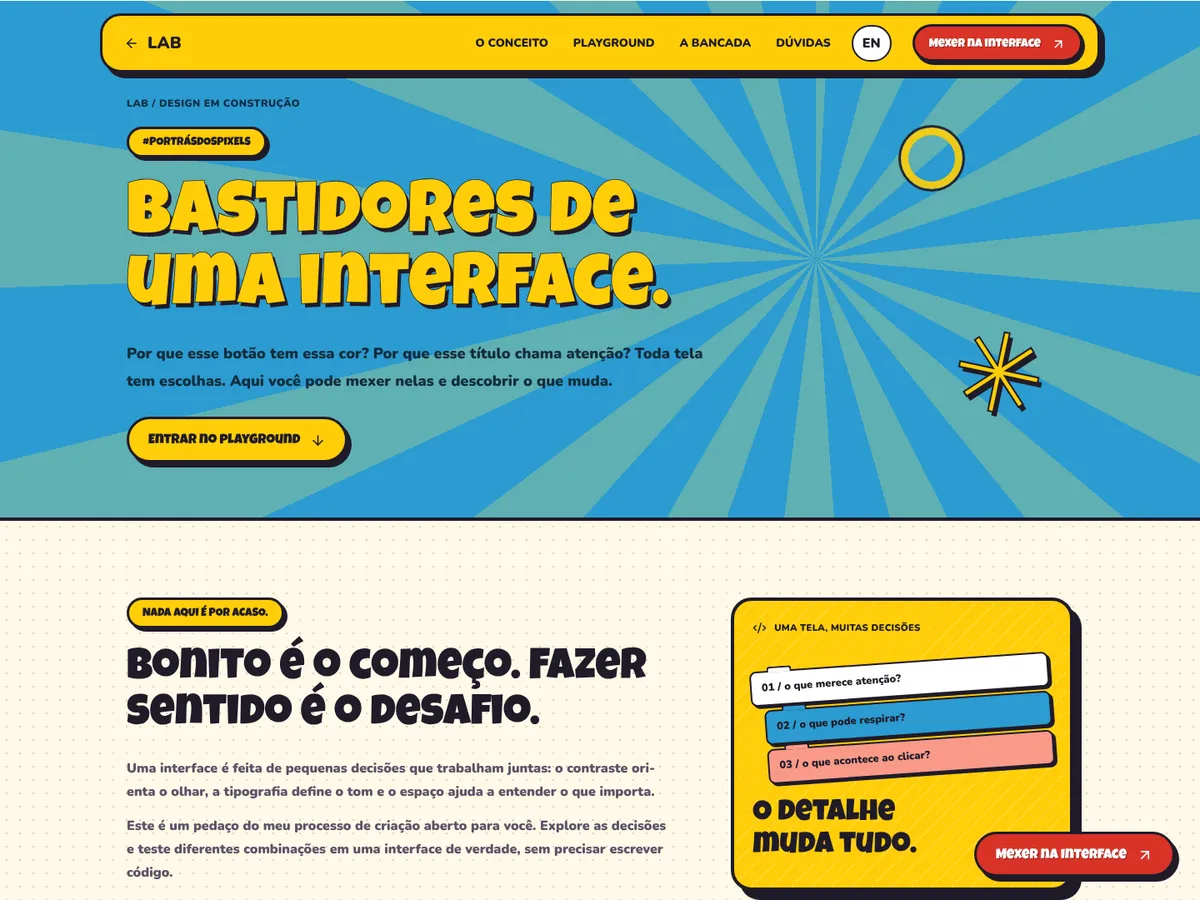 ← LAB
O CONCEITO
PLAYGROUND
A BANCADA
DÚVIDAS
EN
Mexer na interface ↗
LAB / DESIGN EM CONSTRUÇÃO
#PORTRÁSDOSPIXELS
Bastidores de
uma interface.
Por que esse botão tem essa cor? Por que esse título chama atenção? Toda tela
tem escolhas. Aqui você pode mexer nelas e descobrir o que muda.
Entrar no playground ↓
Nada aqui é por acaso.
Bonito é o começo. Fazer
sentido é o desafio.
Uma interface é feita de pequenas decisões que trabalham juntas: o contraste ori-
enta o olhar, a tipografia define o tom e o espaço ajuda a entender o que importa.
Este é um pedaço do meu processo de criação aberto para você. Explore as decisões
e teste diferentes combinações em uma interface de verdade, sem precisar escrever
código.
</> UMA TELA, MUITAS DECISÕES
01 / o que merece atenção?
02 / o que pode respirar?
03 / o que acontece ao clicar?
O detalhe
muda tudo.
Mexer na interface ↗